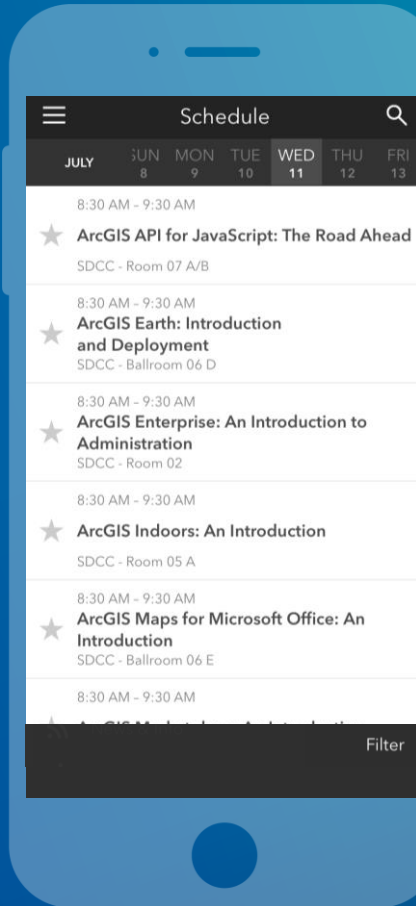 Schedule
JULY SUN MON TUE WED THU FRI
8 9 10 11 12 13
8:30 AM – 9:30 AM
ArcGIS API for JavaScript: The Road Ahead
SDCC - Room 07 A/B
8:30 AM – 9:30 AM
ArcGIS Earth: Introduction
and Deployment
SDCC - Ballroom 06 D
8:30 AM – 9:30 AM
ArcGIS Enterprise: An Introduction to
Administration
SDCC - Room 02
8:30 AM – 9:30 AM
ArcGIS Indoors: An Introduction
SDCC - Room 05 A
8:30 AM – 9:30 AM
ArcGIS Maps for Microsoft Office: An
Introduction
SDCC - Ballroom 06 E
8:30 AM – 9:30 AM
Filter